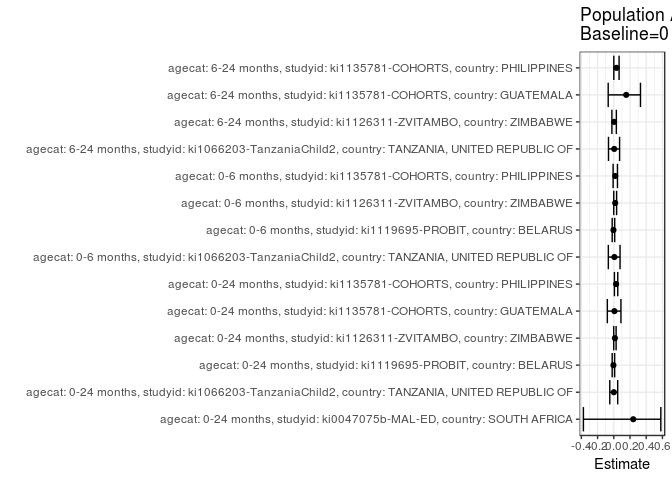 Population
Baseline=0
agecat: 6-24 months, studyid: ki1135781-COHORTS, country: PHILIPPINES
agecat: 6-24 months, studyid: ki1135781-COHORTS, country: GUATEMALA
agecat: 6-24 months, studyid: ki1126311-ZVITAMBO, country: ZIMBABWE
agecat: 6-24 months, studyid: ki1066203-TanzaniaChild2, country: TANZANIA, UNITED REPUBLIC OF
agecat: 0-6 months, studyid: ki1135781-COHORTS, country: PHILIPPINES
agecat: 0-6 months, studyid: ki1126311-ZVITAMBO, country: ZIMBABWE
agecat: 0-6 months, studyid: ki1119695-PROBIT, country: BELARUS
agecat: 0-6 months, studyid: ki1066203-TanzaniaChild2, country: TANZANIA, UNITED REPUBLIC OF
agecat: 0-24 months, studyid: ki1135781-COHORTS, country: PHILIPPINES
agecat: 0-24 months, studyid: ki1135781-COHORTS, country: GUATEMALA
agecat: 0-24 months, studyid: ki1126311-ZVITAMBO, country: ZIMBABWE
agecat: 0-24 months, studyid: ki1119695-PROBIT, country: BELARUS
agecat: 0-24 months, studyid: ki1066203-TanzaniaChild2, country: TANZANIA, UNITED REPUBLIC OF
agecat: 0-24 months, studyid: ki0047075b-MAL-ED, country: SOUTH AFRICA
-0.4-0.2 0.0 0.2 0.4 0.6
Estimate